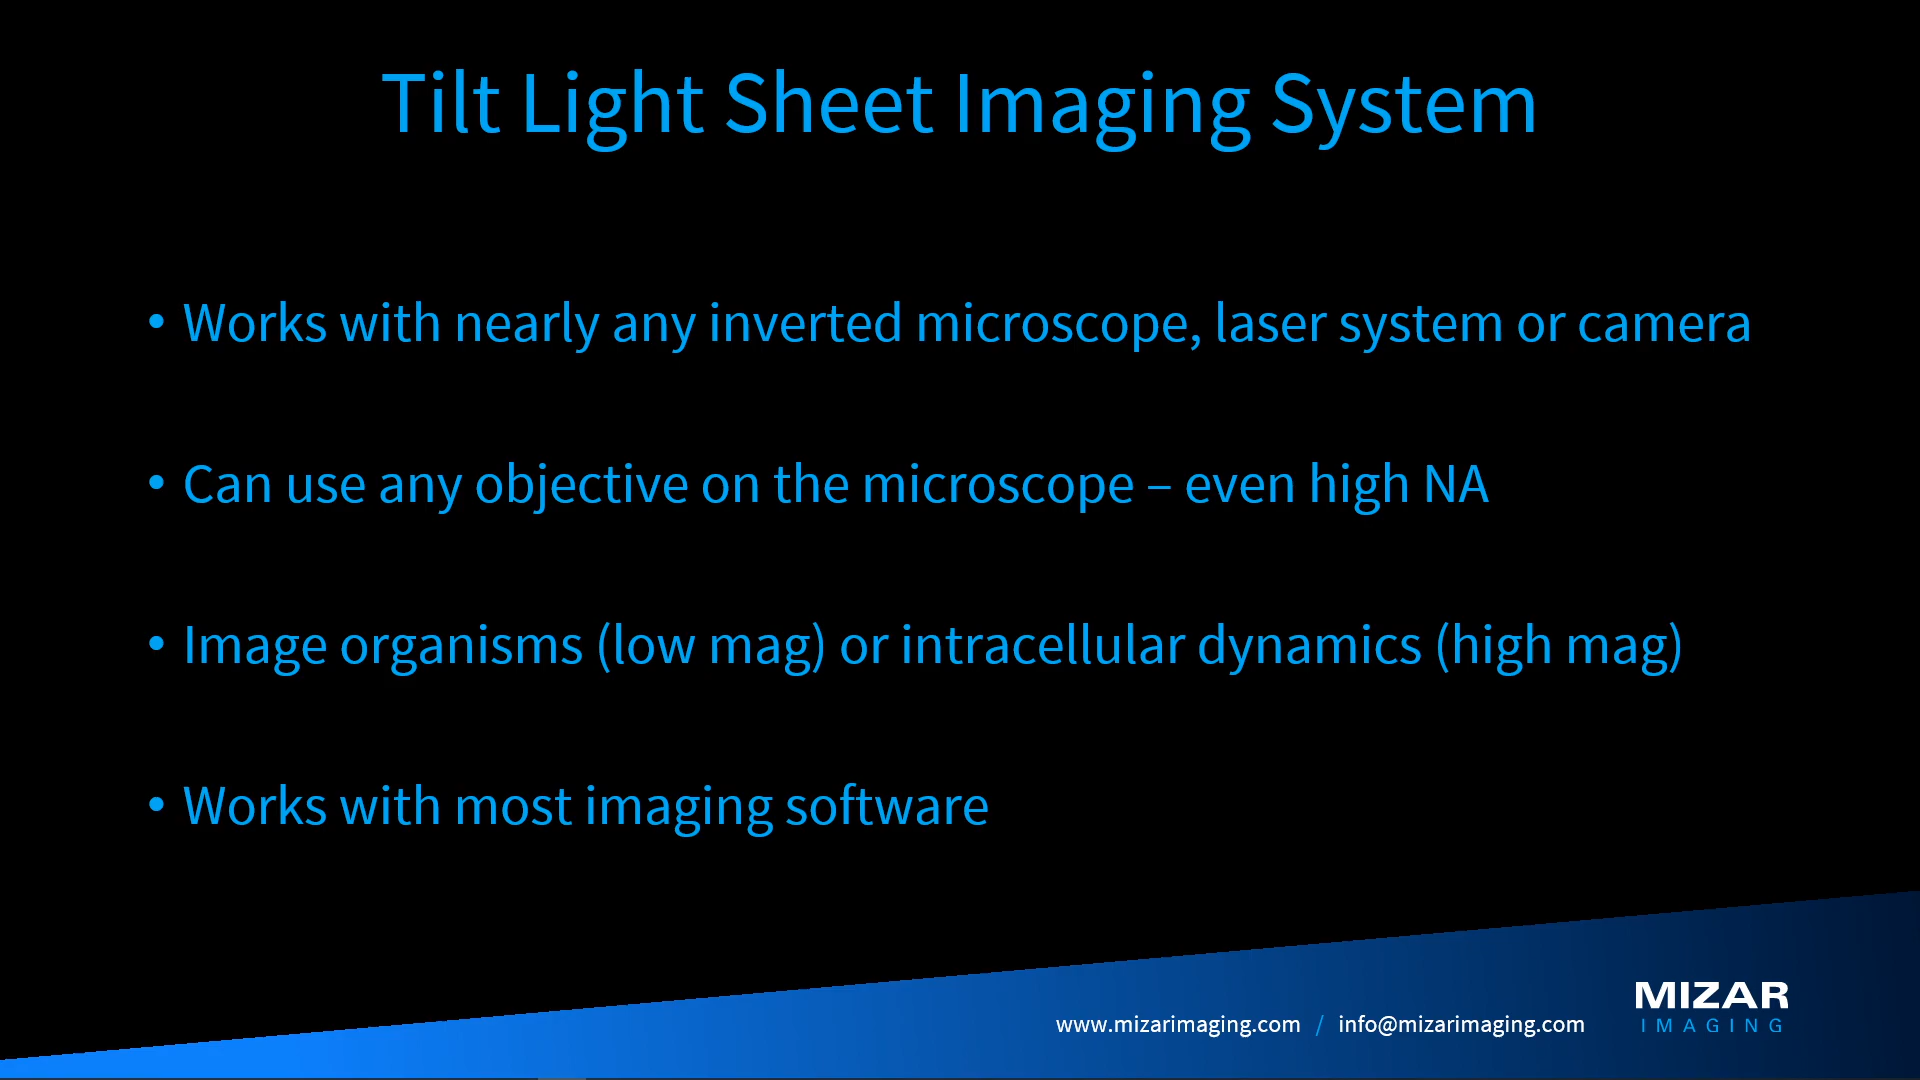 Tilt Light Sheet Imaging System
• Works with nearly any inverted microscope, laser system or camera
• Can use any objective on the microscope – even high NA
• Image organisms (low mag) or intracellular dynamics (high mag)
• Works with most imaging software
www.mizarimaging.com / info@mizarimaging.com
MIZAR
IMAGING